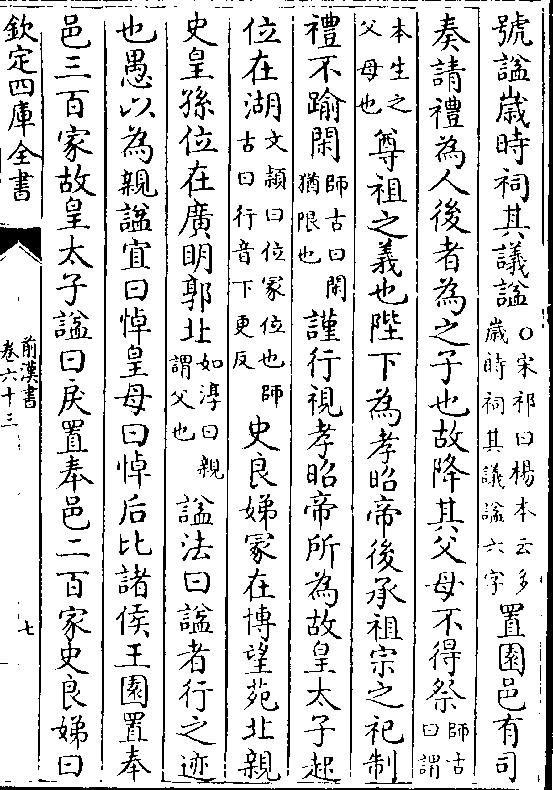 號諡歲時祠其議諡○宋祁曰楊本云多歲時祠其議諡六字置園邑有司
奏請禮為人後者為之子也故降其父母不得祭師古曰謂
本生之父母也尊祖之義也陛下為孝昭帝後承祖宗之祀制
禮不踰閑師古曰閑猶限也謹行視孝昭帝所為故皇太子起
位在湖文穎曰位冢位也師古曰行音下更反史良娣冢在博望苑北親
史皇孫位在廣明郭北如淳曰親謂父也諡法曰諡者行之迹
也愚以為親諡宜曰悼皇母曰悼后比諸侯王園置奉
邑三百家故皇太子諡曰戾置奉邑二百家史良娣曰
欽定四庫全書
前漢書
卷六十三
七